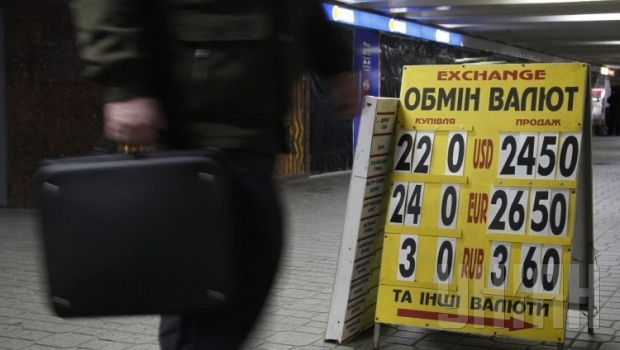 EXCHANGE
ОБМІН ВАЛЮТ
КУПІВЛЯ ПРОДАЖ
22 0 USD 24 50
24 0 EUR 26 50
3 0 RUB 3 60
ТА ІНШІ ВАЛЮТИ
УНН